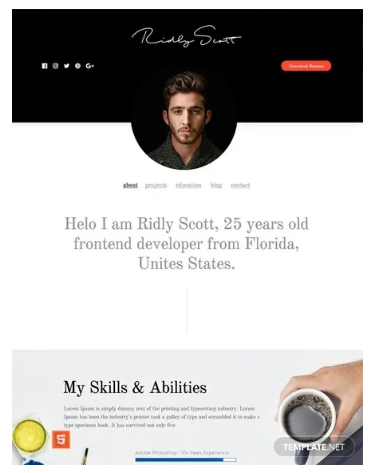 Ridly Scott
Download Resume
about projects education blog contact
Helo I am Ridly Scott, 25 years old
frontend developer from Florida,
Unites States.
My Skills & Abilities
Lorem Ipsum is simply dummy text of the printing and typesetting industry. Lorem
Ipsum has been the industry's printer took a galley of type and scrambled it to make a
type specimen book. It has survived not only five
Adobe Photoshop - 10+ Years Experience
TEMPLATE.NET